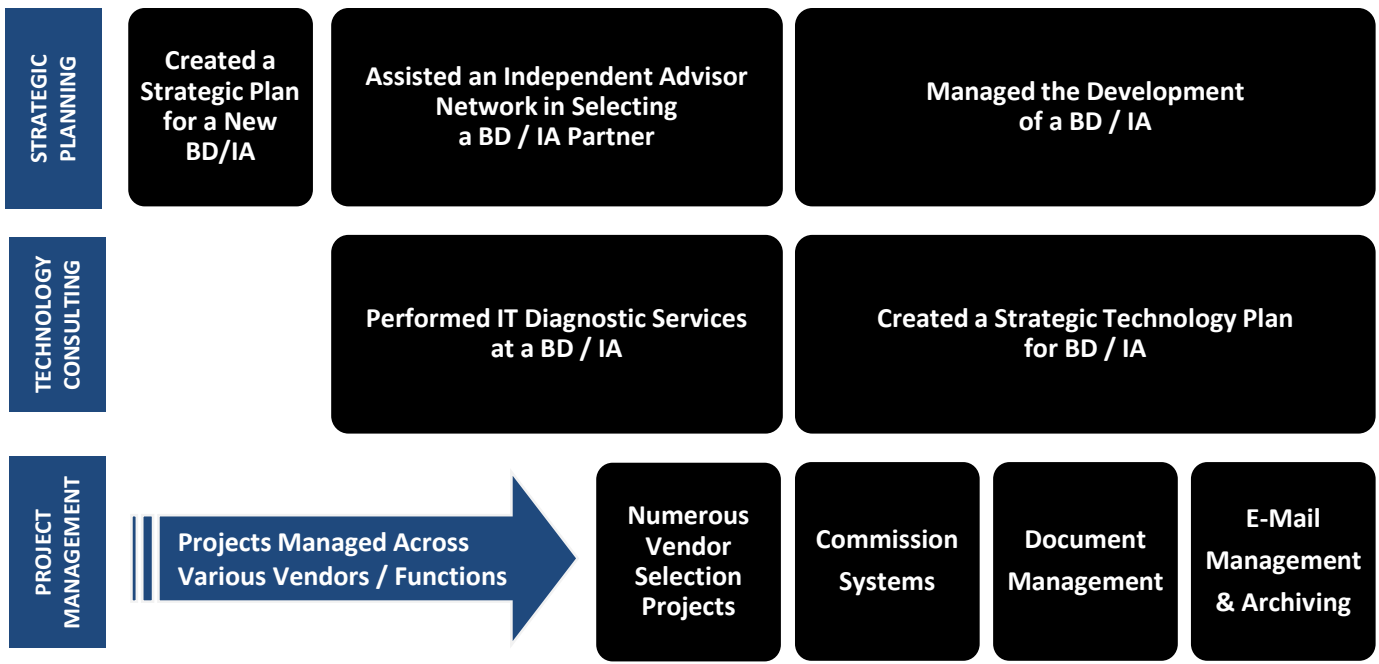 STRATEGIC
PLANNING
Created a
Strategic Plan
for a New
BD/IA
Assisted an Independent Advisor
Network in Selecting
a BD / IA Partner
Managed the Development
of a BD / IA
TECHNOLOGY
CONSULTING
Performed IT Diagnostic Services
at a BD / IA
Created a Strategic Technology Plan
for BD / IA
PROJECT
MANAGEMENT
Projects Managed Across
Various Vendors / Functions
Numerous
Vendor
Selection
Projects
Commission
Systems
Document
Management
E-Mail
Management
& Archiving